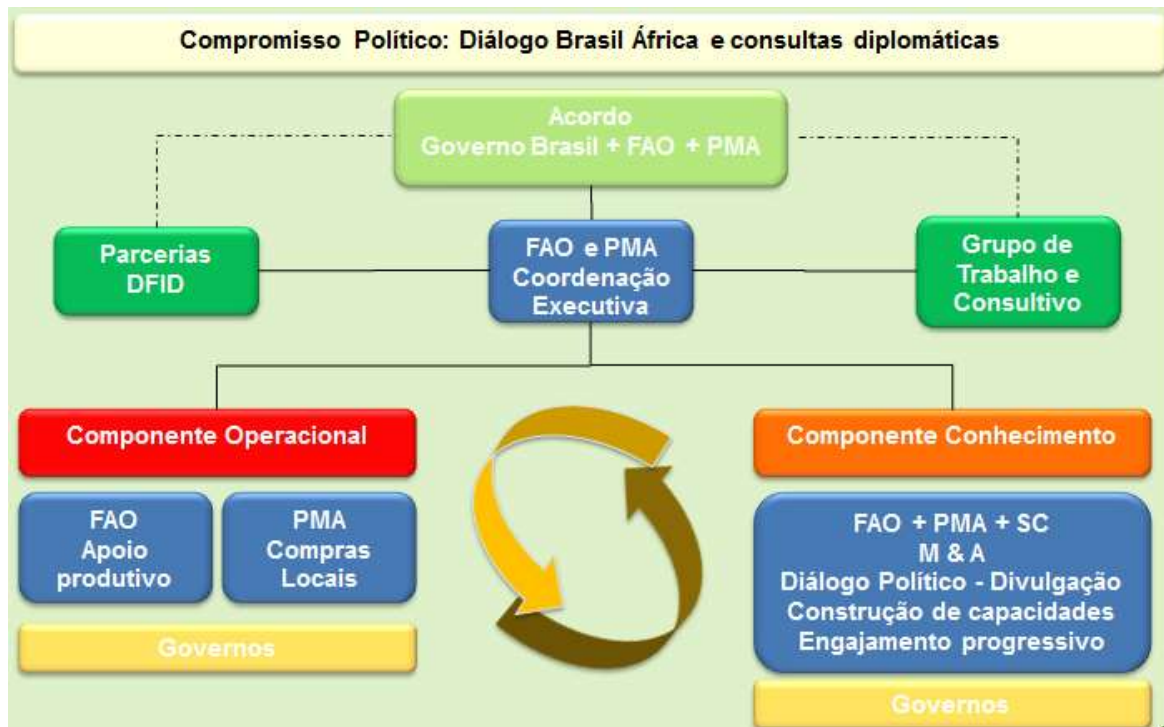 Compromisso Político: Diálogo Brasil África e consultas diplomáticas
Acordo
Governo Brasil + FAO + PMA
Parcerias
DFID
FAO e PMA
Coordenação
Executiva
Grupo de
Trabalho e
Consultivo
Componente Operacional
Componente Conhecimento
FAO
Apoio
produtivo
PMA
Compras
Locais
FAO + PMA + SC
M & A
Diálogo Político - Divulgação
Construção de capacidades
Engajamento progressivo
Governos
Governos